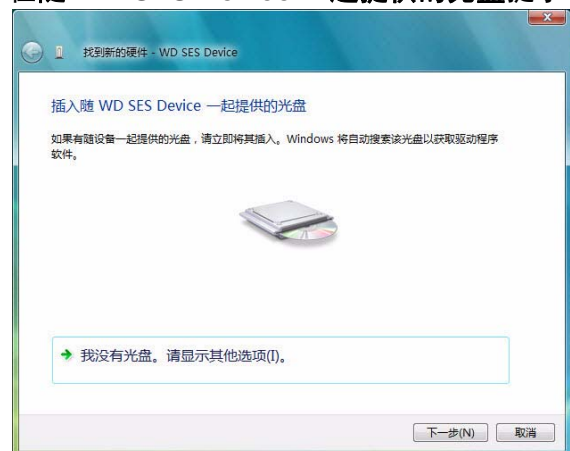 找到新的硬件 - WD SES Device
插入随 WD SES Device 一起提供的光盘
如果有随设备一起提供的光盘，请立即将其插入。Windows 将自动搜索该光盘以获取驱动程序
软件。
我没有光盘。请显示其他选项(I)。
下一步(N) 取消